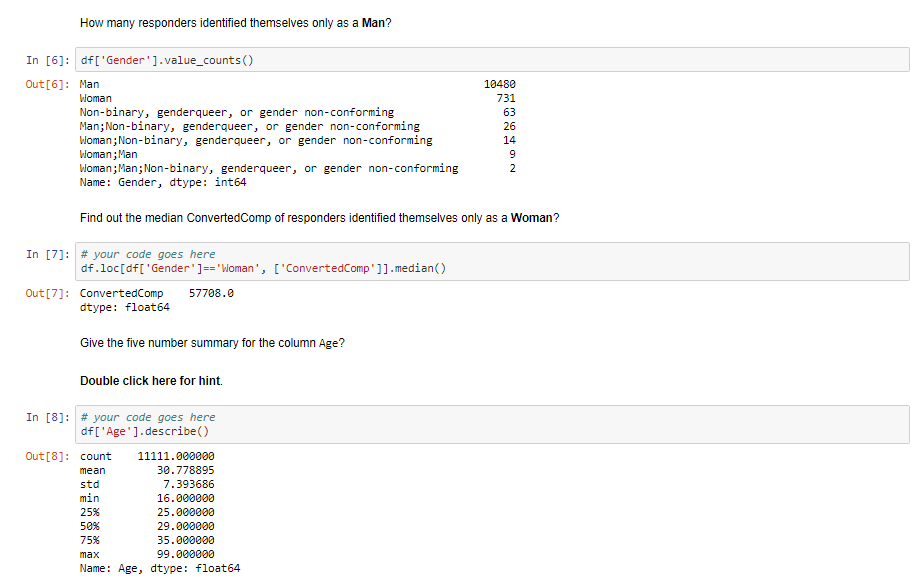 How many responders identified themselves only as a Man?
In [6]: df['Gender'].value_counts()
Out[6]: Man 10480
Woman 731
Non-binary, genderqueer, or gender non-conforming 63
Man;Non-binary, genderqueer, or gender non-conforming 26
Woman;Non-binary, genderqueer, or gender non-conforming 14
Woman;Man 9
Woman;Man;Non-binary, genderqueer, or gender non-conforming 2
Name: Gender, dtype: int64
Find out the median ConvertedComp of responders identified themselves only as a Woman?
In [7]: # your code goes here
df.loc[df['Gender']=='Woman', ['ConvertedComp']].median()
Out[7]: ConvertedComp 57708.0
dtype: float64
Give the five number summary for the column Age?
Double click here for hint.
In [8]: # your code goes here
df['Age'].describe()
Out[8]: count 11111.000000
mean 30.778895
std 7.393686
min 16.000000
25% 25.000000
50% 29.000000
75% 35.000000
max 99.000000
Name: Age, dtype: float64